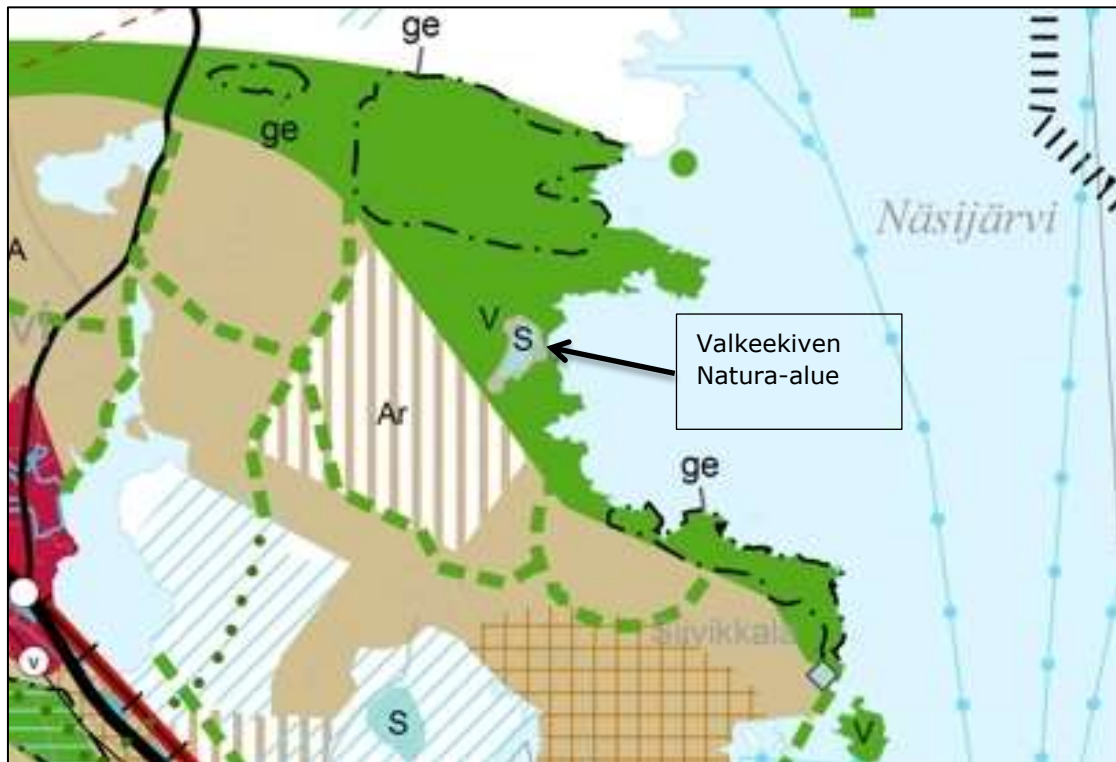 ge
ge
Näsijärvi
A
V
S
Valkeekiven
Natura-alue
Ar
ge
Siivikkala
v
S
V